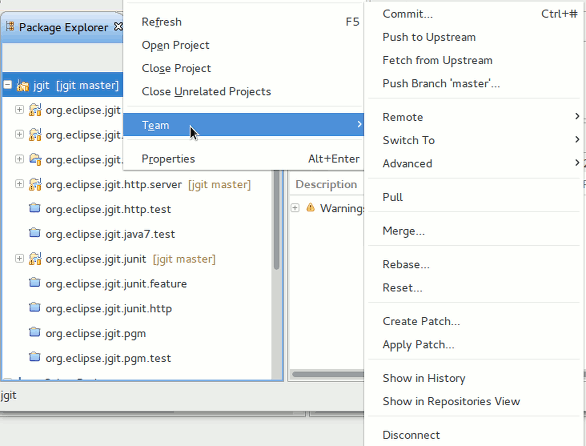 Package Explorer
jgit [jgit master]
org.eclipse.jgit
org.eclipse.jgit.
org.eclipse.jgit.
org.eclipse.jgit.http.server [jgit master]
org.eclipse.jgit.http.test
org.eclipse.jgit.java7.test
org.eclipse.jgit.junit [jgit master]
org.eclipse.jgit.junit.feature
org.eclipse.jgit.junit.http
org.eclipse.jgit.pgm
org.eclipse.jgit.pgm.test
jgit
Refresh F5
Open Project
Close Project
Close Unrelated Projects
Team
Properties Alt+Enter
Description
Warning
Commit... Ctrl+#
Push to Upstream
Fetch from Upstream
Push Branch 'master'...
Remote
Switch To
Advanced
Pull
Merge...
Rebase...
Reset...
Create Patch...
Apply Patch...
Show in History
Show in Repositories View
Disconnect